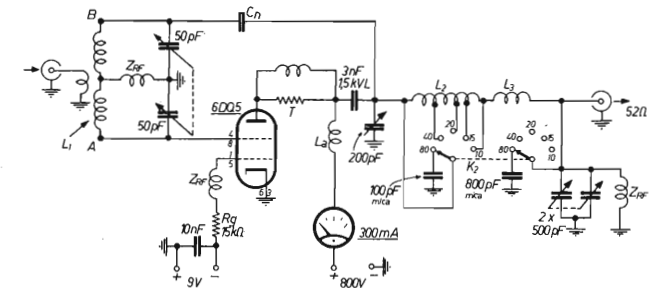 B
Cn
50pF
ZRF
3nF
1,5kVL
L2
L3
6DQ5
T
52Ω
50pF
L1
A
4
8
1
5
6 3
La
200pF
40
20
15
10
80
40
20
15
10
80
K2
100pF
mica
800pF
mica
ZRF
Rg
15kΩ
2x
500pF
ZRF
10nF
300mA
+
9V
-
+
800V
-